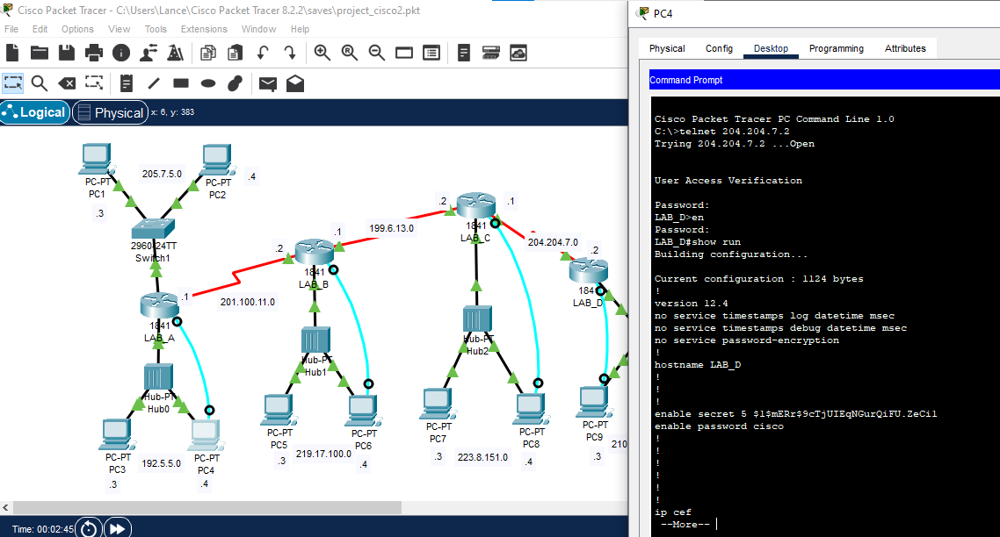 Cisco Packet Tracer - C:\Users\Lance\Cisco Packet Tracer 8.2.2\saves\project_cisco2.pkt
File Edit Options View Tools Extensions Window Help
Logical Physical x: 6, y: 383
PC-PT
PC1
.3
205.7.5.0
PC-PT
PC2
.4
2960-24TT
Switch1
.1
1841
LAB_A
201.100.11.0
.2
.1
1841
LAB_B
199.6.13.0
.2
.1
1841
LAB_C
204.204.7.0
.2
1841
LAB_D
Hub-PT
Hub0
Hub-PT
Hub1
Hub-PT
Hub2
PC-PT
PC3
.3
192.5.5.0
PC-PT
PC4
.4
PC-PT
PC5
.3
219.17.100.0
PC-PT
PC6
.4
PC-PT
PC7
.3
223.8.151.0
PC-PT
PC8
.4
PC-PT
PC9
.3
210
Time: 00:02:45
PC4
Physical Config Desktop Programming Attributes
Command Prompt
Cisco Packet Tracer PC Command Line 1.0
C:\>telnet 204.204.7.2
Trying 204.204.7.2 ...Open
User Access Verification
Password:
LAB_D>en
Password:
LAB_D#show run
Building configuration...
Current configuration : 1124 bytes
!
version 12.4
no service timestamps log datetime msec
no service timestamps debug datetime msec
no service password-encryption
!
hostname LAB_D
!
!
!
enable secret 5 $1$mERr$9cTjUIEqNGurQiFU.ZeCi1
enable password cisco
!
!
!
!
!
!
ip cef
--More--